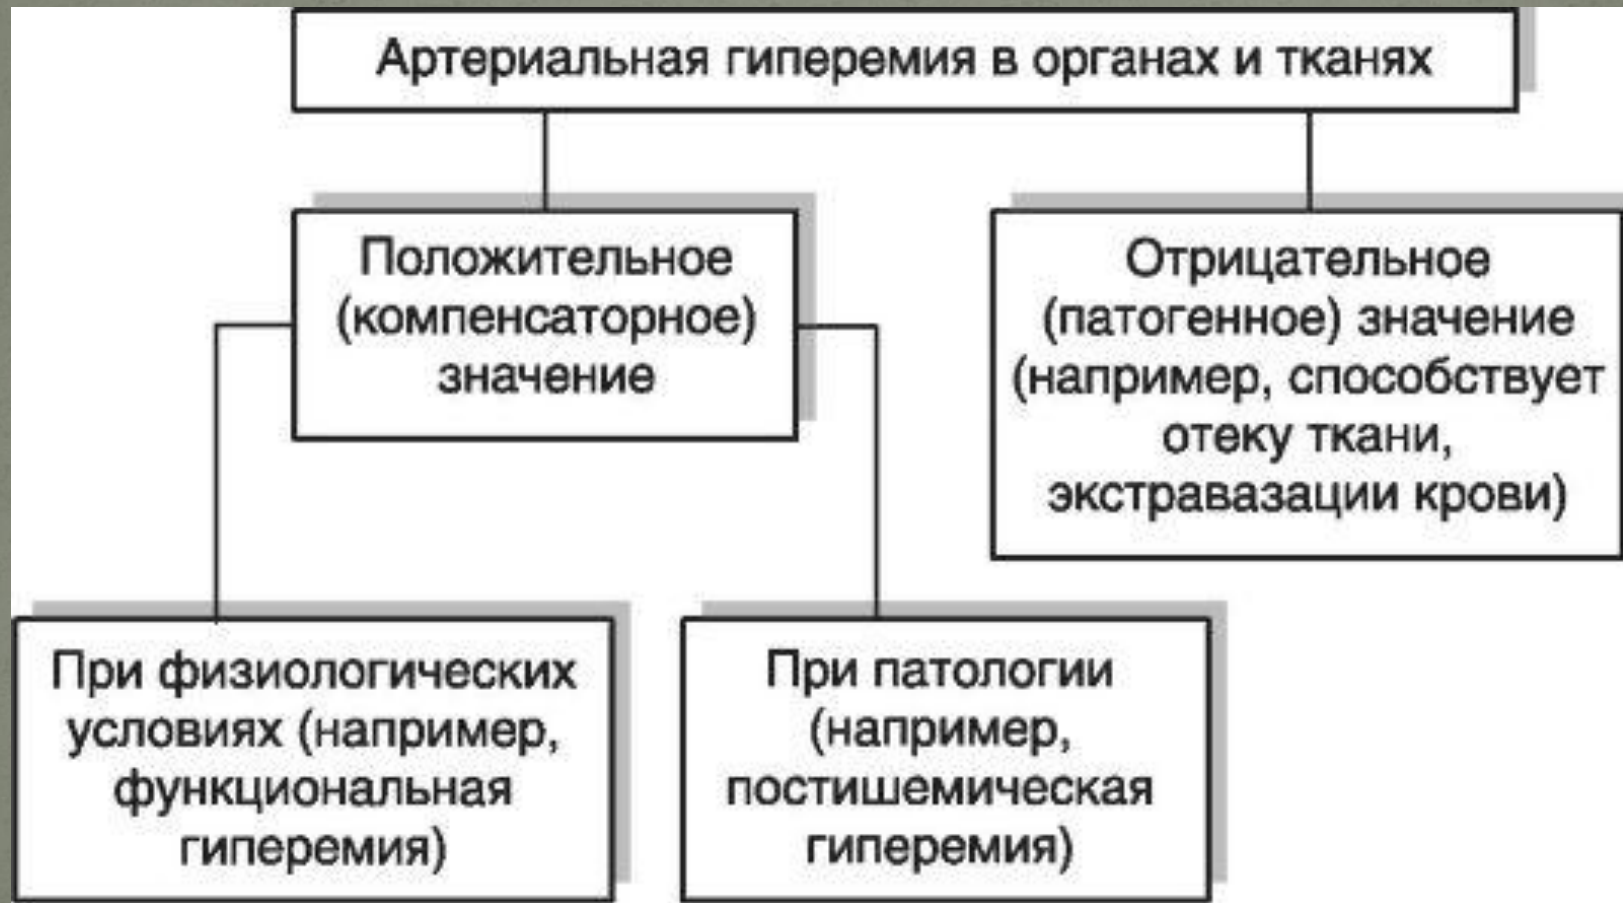 Артериальная гиперемия в органах и тканях
Положительное
(компенсаторное)
значение
Отрицательное
(патогенное) значение
(например, способствует
отеку ткани,
экстравазации крови)
При физиологических
условиях (например,
функциональная
гиперемия)
При патологии
(например,
постишемическая
гиперемия)